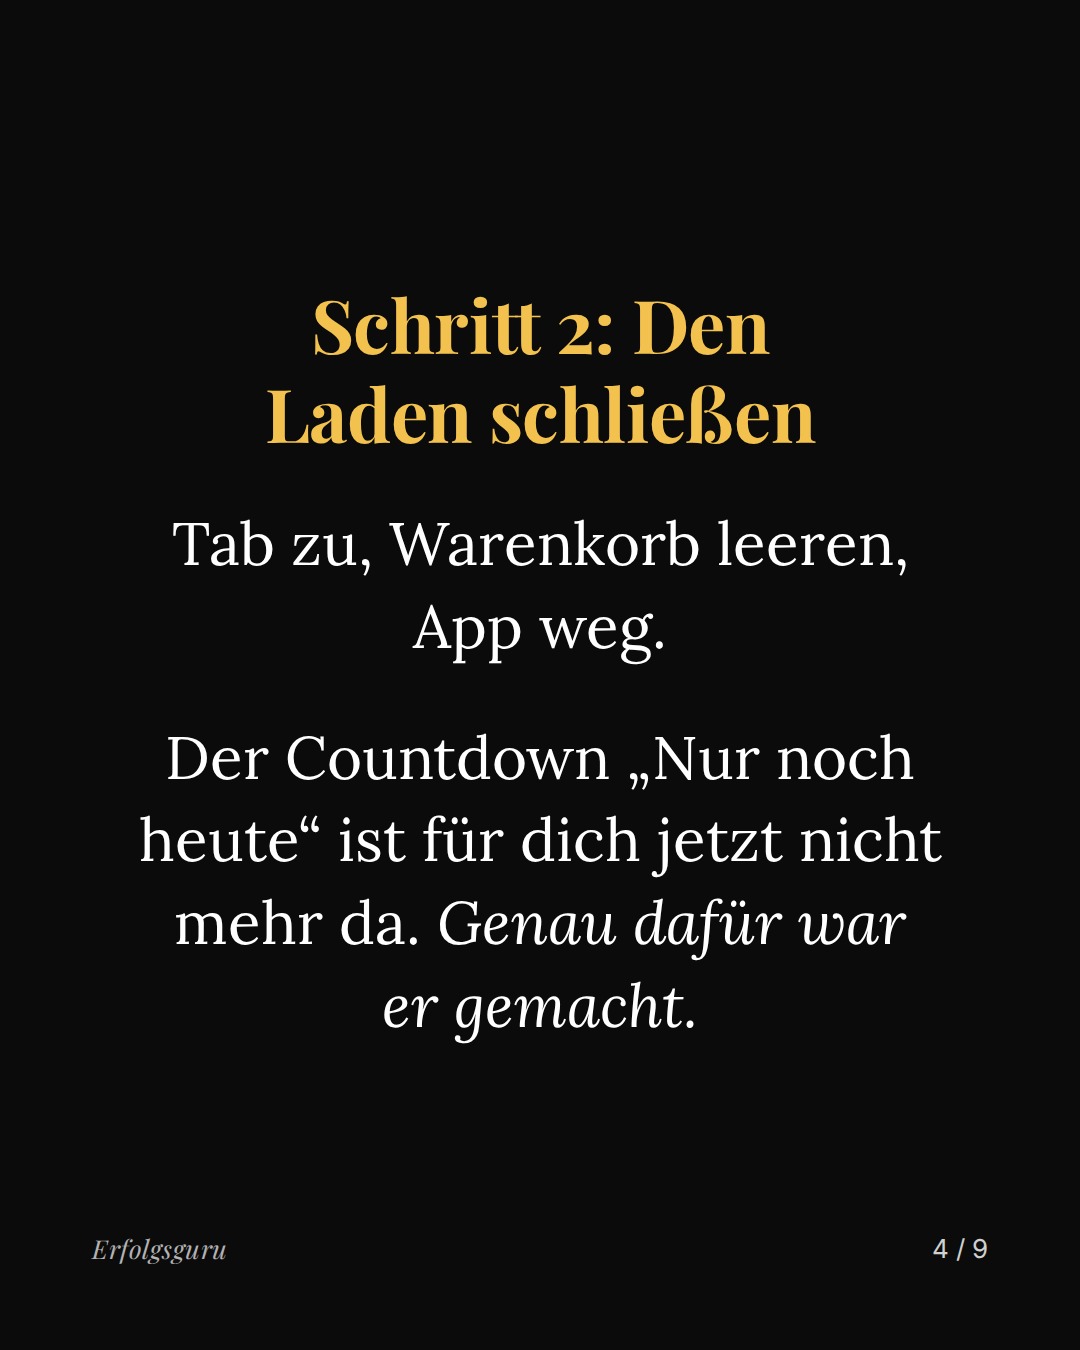 Schritt 2: Den
Laden schließen
Tab zu, Warenkorb leeren,
App weg.
Der Countdown „Nur noch
heute“ ist für dich jetzt nicht
mehr da. Genau dafür war
er gemacht.
Erfolgsguru
4 / 9